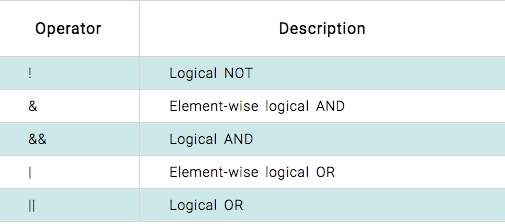 Operator Description
! Logical NOT
& Element-wise logical AND
&& Logical AND
| Element-wise logical OR
|| Logical OR